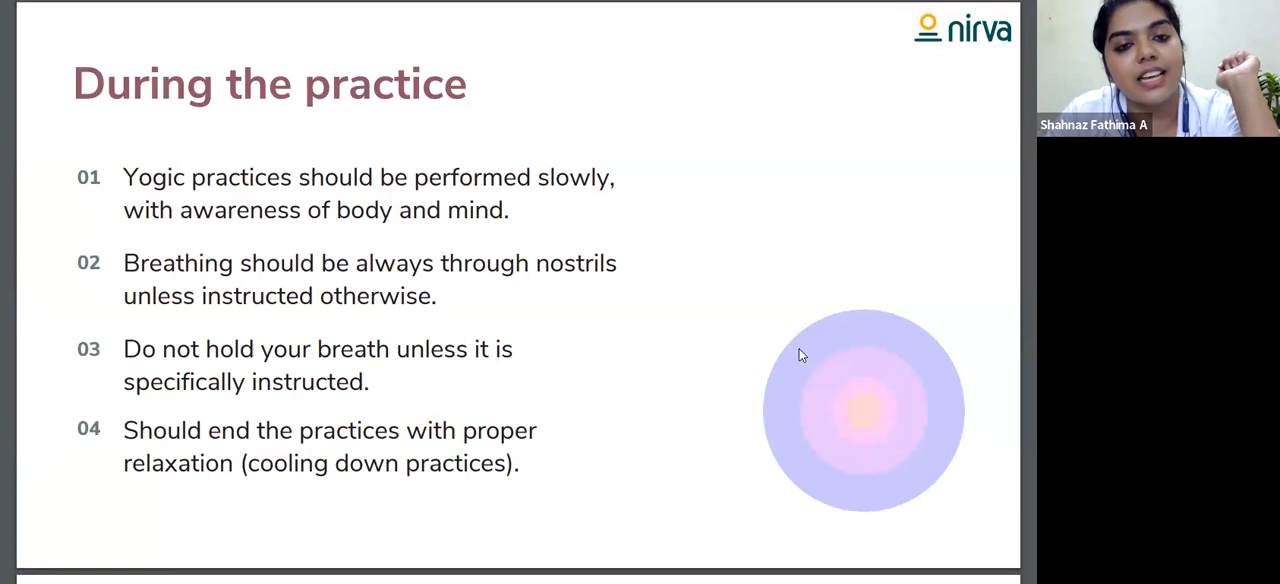 nirva
During the practice
01 Yogic practices should be performed slowly,
with awareness of body and mind.
02 Breathing should be always through nostrils
unless instructed otherwise.
03 Do not hold your breath unless it is
specifically instructed.
04 Should end the practices with proper
relaxation (cooling down practices).
Shahnaz Fathima A